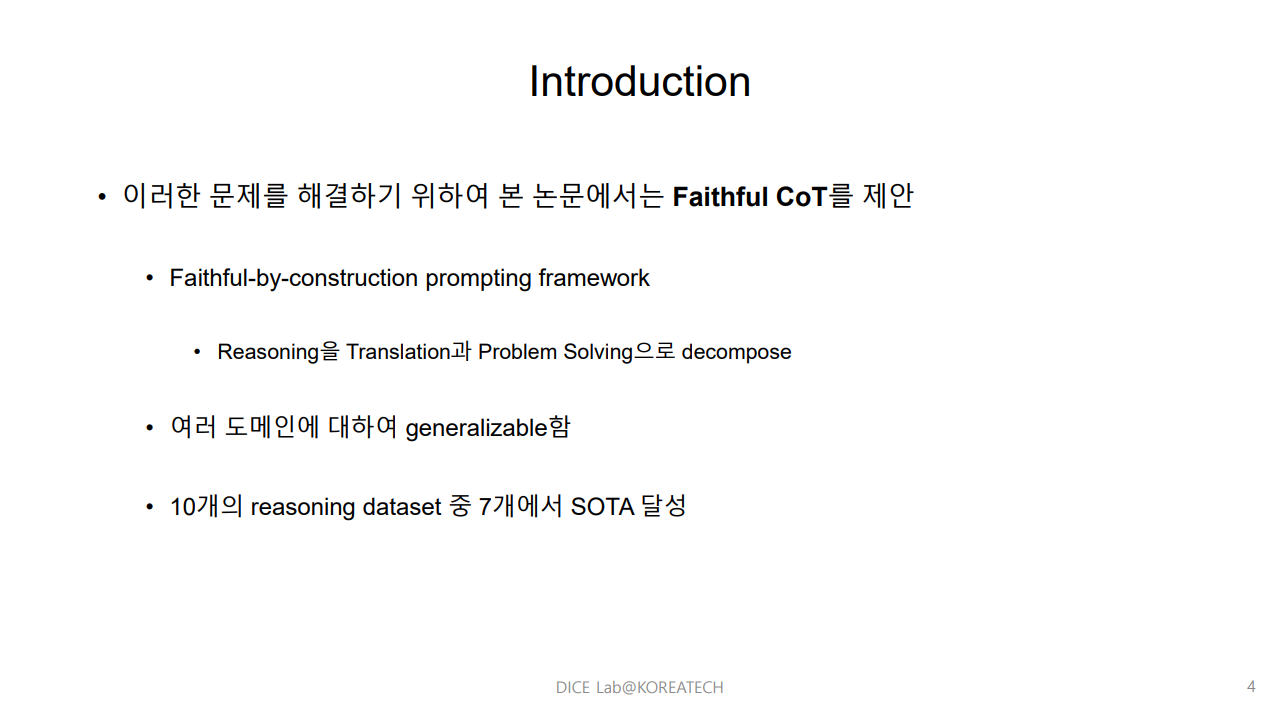 Introduction
• 이러한 문제를 해결하기 위하여 본 논문에서는 Faithful CoT를 제안
• Faithful-by-construction prompting framework
• Reasoning을 Translation과 Problem Solving으로 decompose
• 여러 도메인에 대하여 generalizable함
• 10개의 reasoning dataset 중 7개에서 SOTA 달성
DICE Lab@KOREATECH
4